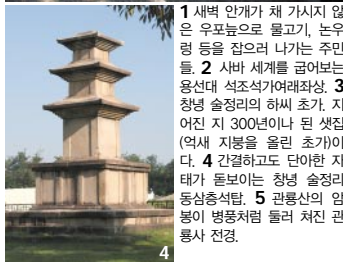 1 새벽 안개가 채 가시지 않
은 우포늪으로 물고기, 논우
렁 등을 잡으러 나가는 주민
들. 2 사바 세계를 굽어보는
용선대 석조석가여래좌상. 3
창녕 술정리의 하씨 초가. 지
어진 지 300년이나 된 샛집
(억새 지붕을 올린 초가)이
다. 4 간결하고도 단아한 자
태가 돋보이는 창녕 술정리
동삼층석탑. 5 관룡산의 암
봉이 병풍처럼 둘러 쳐진 관
룡사 전경.
4